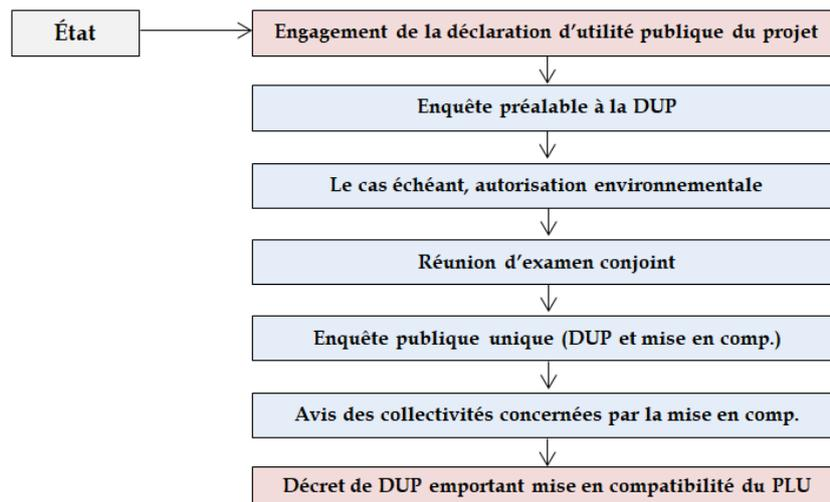 État
Engagement de la déclaration d’utilité publique du projet
Enquête préalable à la DUP
Le cas échéant, autorisation environnementale
Réunion d’examen conjoint
Enquête publique unique (DUP et mise en comp.)
Avis des collectivités concernées par la mise en comp.
Décret de DUP emportant mise en compatibilité du PLU